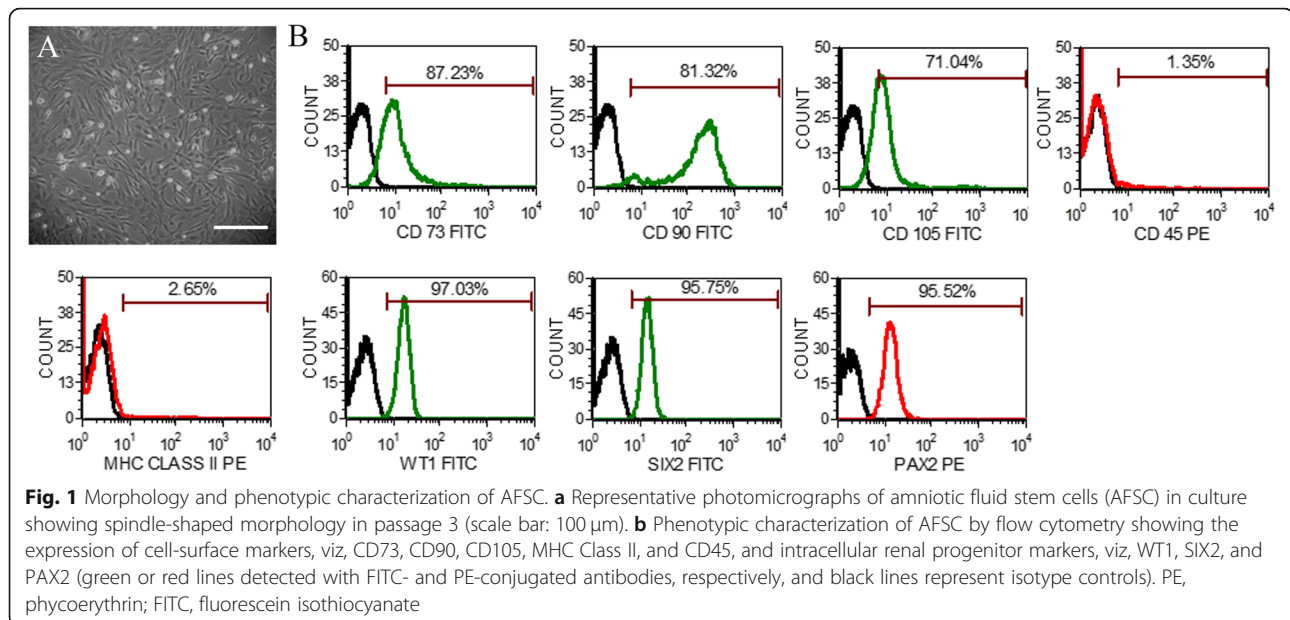 A
B
50
38
25
13
0
COUNT
87.23%
10^0 10^1 10^2 10^3 10^4
CD 73 FITC
50
38
25
13
0
COUNT
81.32%
10^0 10^1 10^2 10^3 10^4
CD 90 FITC
50
38
25
13
0
COUNT
71.04%
10^0 10^1 10^2 10^3 10^4
CD 105 FITC
50
38
25
13
0
COUNT
1.35%
10^0 10^1 10^2 10^3 10^4
CD 45 PE
50
38
25
13
0
COUNT
2.65%
10^0 10^1 10^2 10^3 10^4
MHC CLASS II PE
60
45
30
15
0
COUNT
97.03%
10^0 10^1 10^2 10^3 10^4
WT1 FITC
60
45
30
15
0
COUNT
95.75%
10^0 10^1 10^2 10^3 10^4
SIX2 FITC
60
45
30
15
0
COUNT
95.52%
10^0 10^1 10^2 10^3 10^4
PAX2 PE
Fig. 1 Morphology and phenotypic characterization of AFSC. a Representative photomicrographs of amniotic fluid stem cells (AFSC) in culture
showing spindle-shaped morphology in passage 3 (scale bar: 100 μm). b Phenotypic characterization of AFSC by flow cytometry showing the
expression of cell-surface markers, viz, CD73, CD90, CD105, MHC Class II, and CD45, and intracellular renal progenitor markers, viz, WT1, SIX2, and
PAX2 (green or red lines detected with FITC- and PE-conjugated antibodies, respectively, and black lines represent isotype controls). PE,
phycoerythrin; FITC, fluorescein isothiocyanate